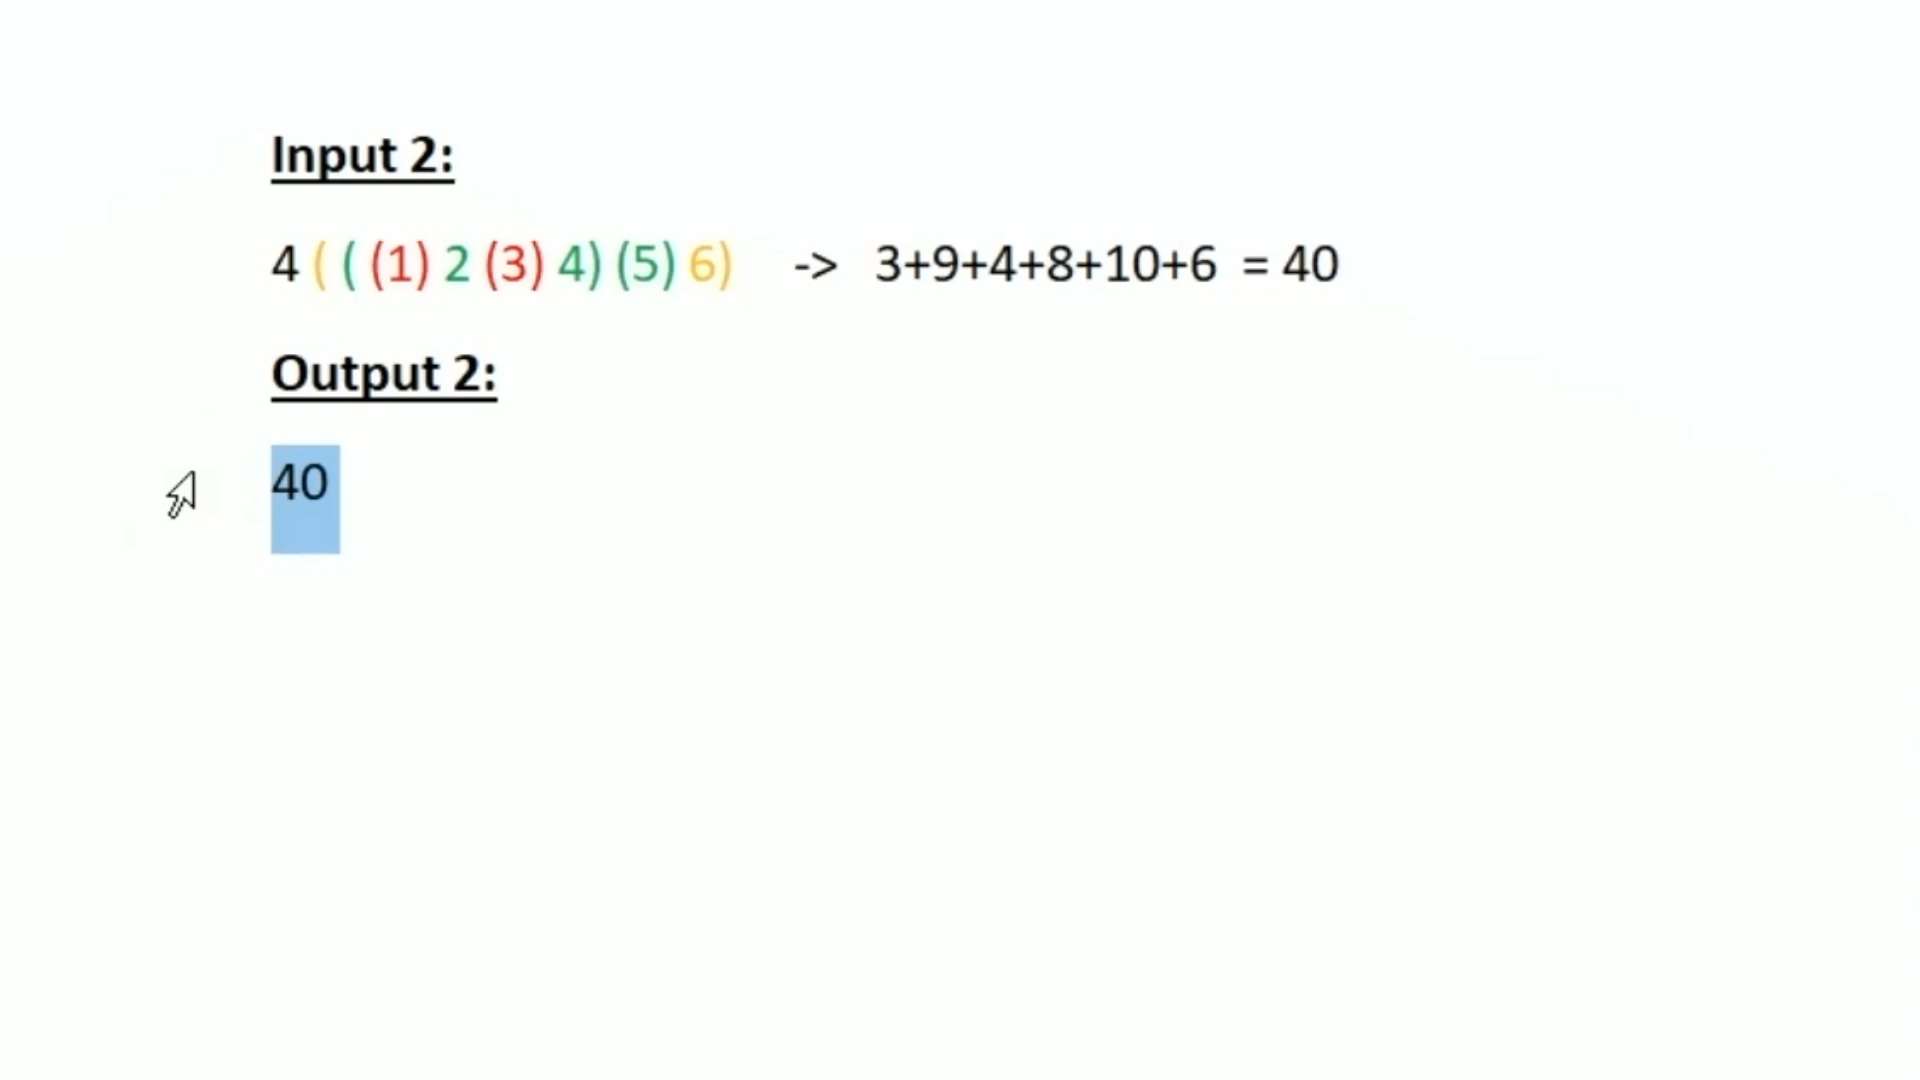 Input 2:
4 ( ( (1) 2 (3) 4) (5) 6) -> 3+9+4+8+10+6 = 40
Output 2:
40